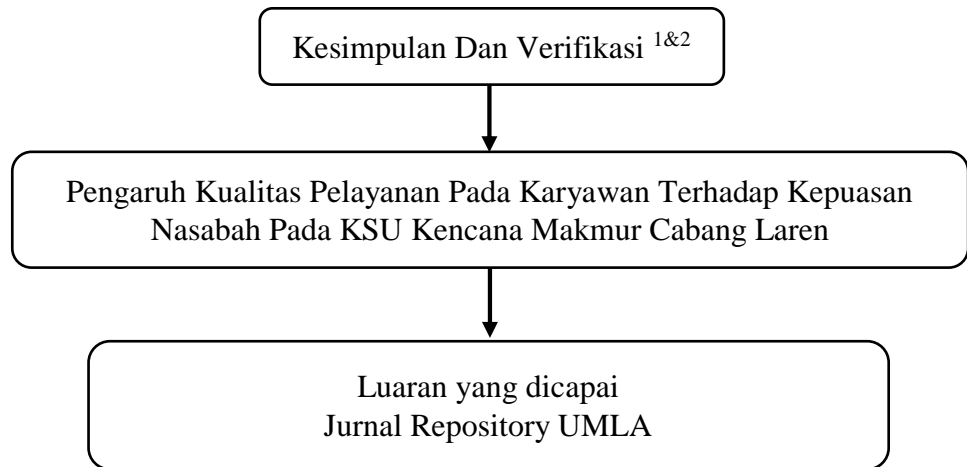 Kesimpulan Dan Verifikasi 1&2
Pengaruh Kualitas Pelayanan Pada Karyawan Terhadap Kepuasan
Nasabah Pada KSU Kencana Makmur Cabang Laren
Luaran yang dicapai
Jurnal Repository UMLA